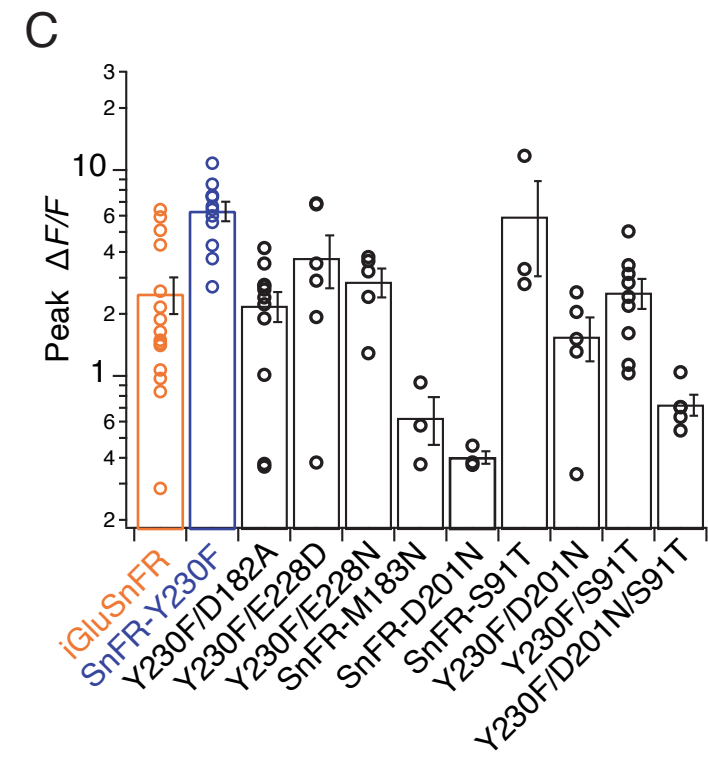 C
Peak ΔF/F
3
2
10
6
4
2
1
6
4
2
iGluSnFR
SnFR-Y230F
Y230F/D182A
Y230F/E228D
Y230F/E228N
SnFR-M183N
SnFR-D201N
SnFR-S91T
Y230F/D201N
Y230F/S91T
Y230F/D201N/S91T